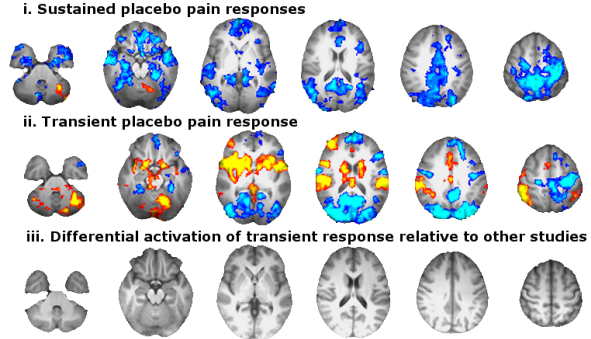 i. Sustained placebo pain responses
ii. Transient placebo pain response
iii. Differential activation of transient response relative to other studies